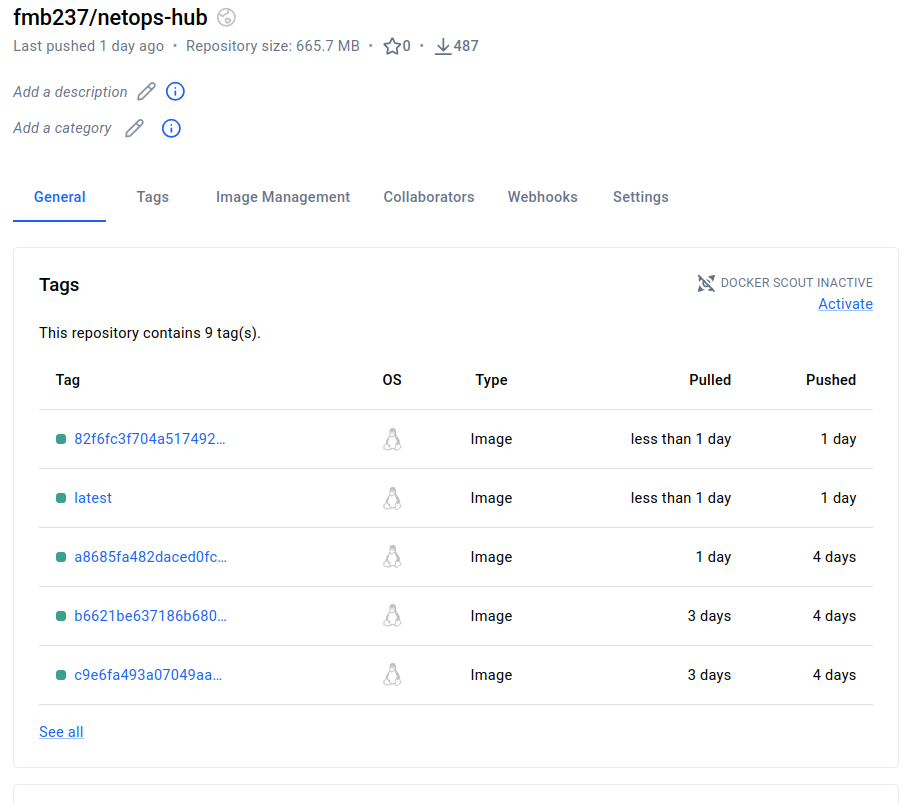 fmb237/netops-hub
Last pushed 1 day ago • Repository size: 665.7 MB • 0 • 487
Add a description
Add a category
General Tags Image Management Collaborators Webhooks Settings
Tags DOCKER SCOUT INACTIVE
Activate
This repository contains 9 tag(s).
Tag OS Type Pulled Pushed
82f6fc3f704a517492... Image less than 1 day 1 day
latest Image less than 1 day 1 day
a8685fa482daced0fc... Image 1 day 4 days
b6621be637186b680... Image 3 days 4 days
c9e6fa493a07049aa... Image 3 days 4 days
See all